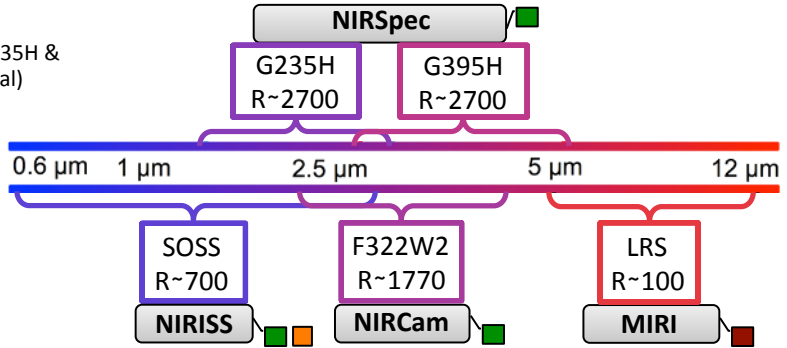 NIRSpec
35H &
al)
G235H
R~2700
G395H
R~2700
0.6 µm 1 µm 2.5 µm 5 µm 12 µm
SOSS
R~700
F322W2
R~1770
LRS
R~100
NIRISS
NIRCam
MIRI